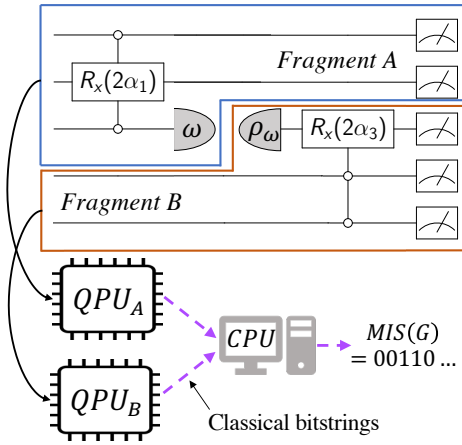 Fragment A
R_x(2α_1)
ω
ρ_ω
R_x(2α_3)
Fragment B
QPU_A
CPU
MIS(G)
= 00110 ...
QPU_B
Classical bitstrings